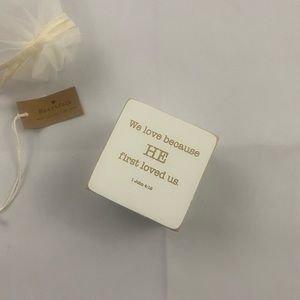 We love because
HE
first loved us.
1 John 4:19